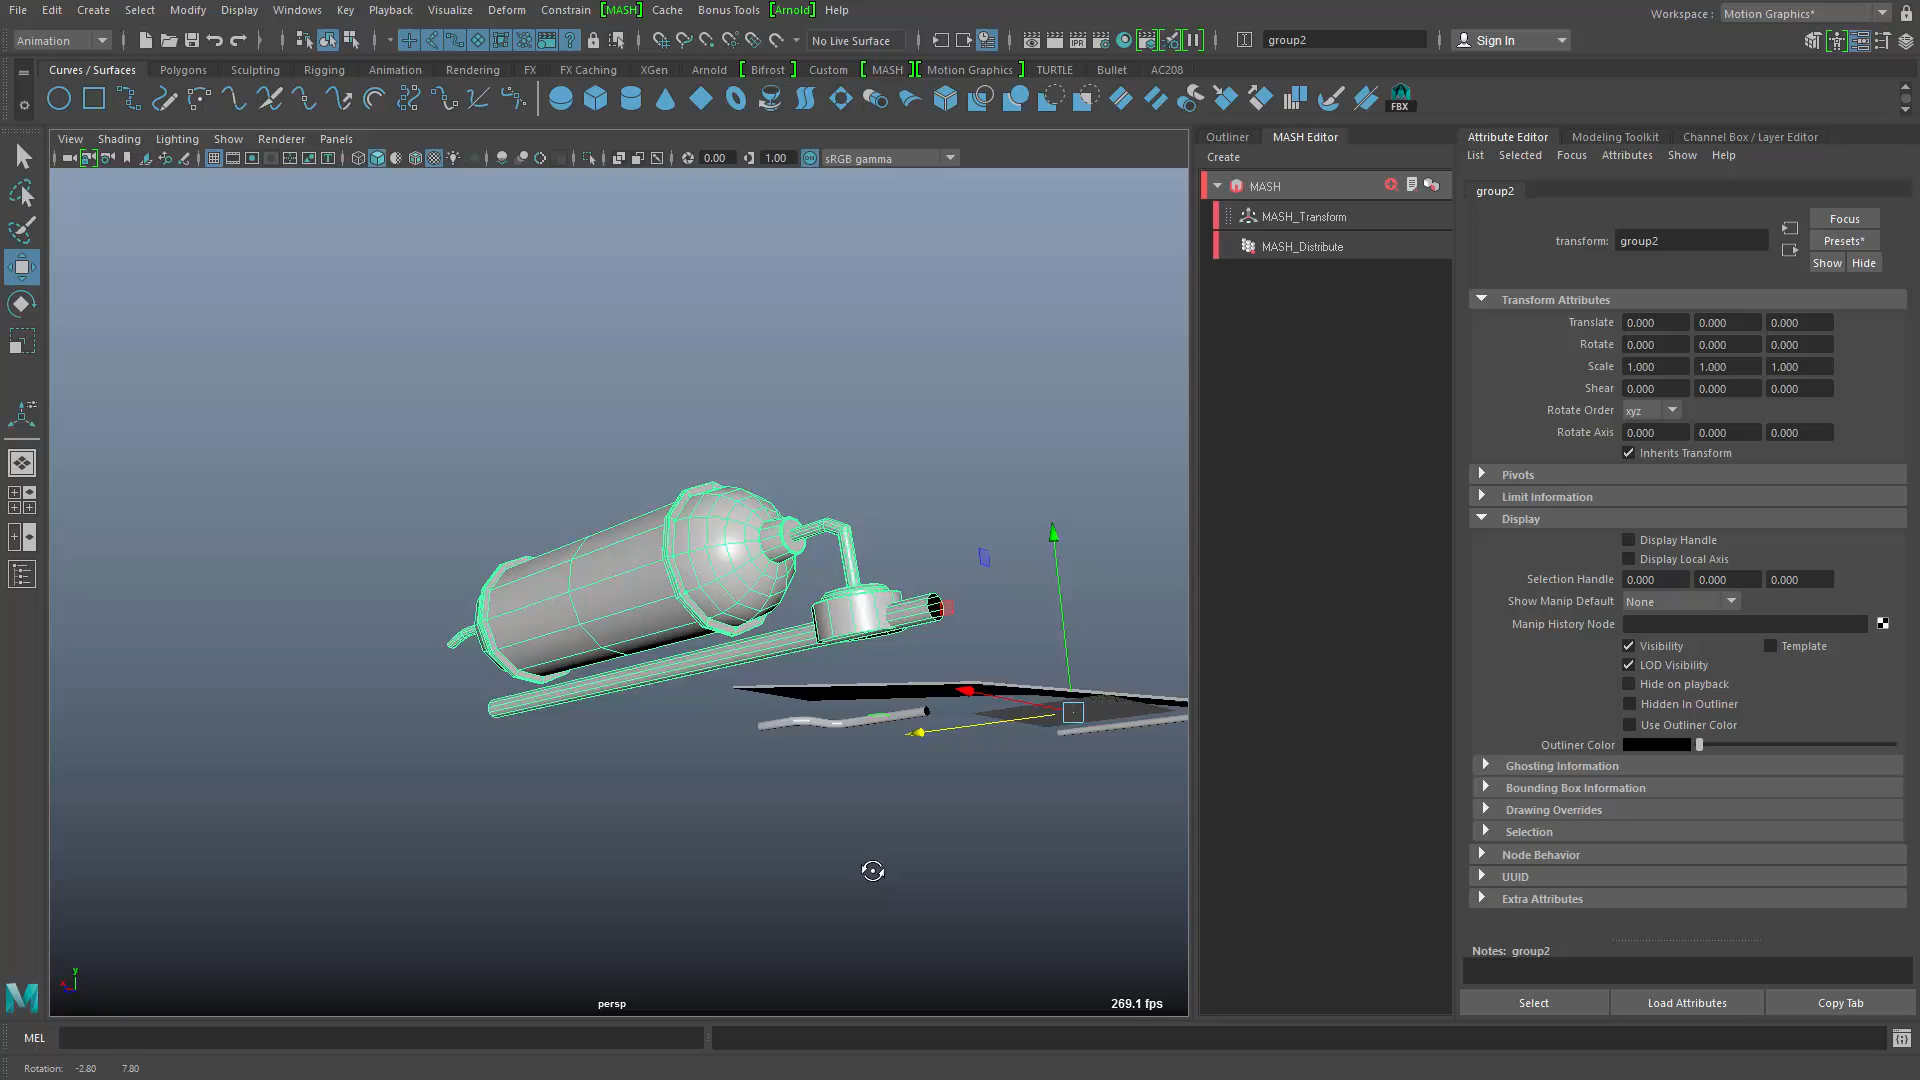 File Edit Create Select Modify Display Windows Key Playback Visualize Deform Constrain [MASH] Cache Bonus Tools [Arnold] Help
Workspace : Motion Graphics*
Animation No Live Surface group2 Sign In
Curves / Surfaces Polygons Sculpting Rigging Animation Rendering FX FX Caching XGen Arnold [ Bifrost ] Custom [ MASH ][ Motion Graphics ] TURTLE Bullet AC208
FBX
View Shading Lighting Show Renderer Panels
0.00 1.00 sRGB gamma
persp
269.1 fps
y
x
Outliner MASH Editor
Create
MASH
MASH_Transform
MASH_Distribute
Attribute Editor Modeling Toolkit Channel Box / Layer Editor
List Selected Focus Attributes Show Help
group2
transform: group2
Focus
Presets*
Show Hide
Transform Attributes
Translate 0.000 0.000 0.000
Rotate 0.000 0.000 0.000
Scale 1.000 1.000 1.000
Shear 0.000 0.000 0.000
Rotate Order xyz
Rotate Axis 0.000 0.000 0.000
Inherits Transform
Pivots
Limit Information
Display
Display Handle
Display Local Axis
Selection Handle 0.000 0.000 0.000
Show Manip Default None
Manip History Node
Visibility Template
LOD Visibility
Hide on playback
Hidden In Outliner
Use Outliner Color
Outliner Color
Ghosting Information
Bounding Box Information
Drawing Overrides
Selection
Node Behavior
UUID
Extra Attributes
Notes: group2
Select Load Attributes Copy Tab
MEL
Rotation: -2.80 7.80